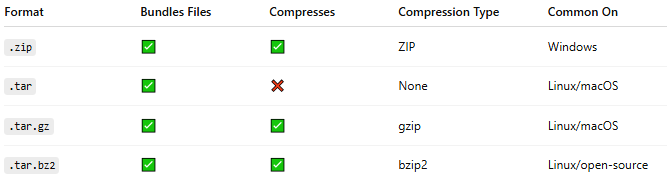 Format Bundles Files Compresses Compression Type Common On
.zip ✅ ✅ ZIP Windows
.tar ✅ ❌ None Linux/macOS
.tar.gz ✅ ✅ gzip Linux/macOS
.tar.bz2 ✅ ✅ bzip2 Linux/open-source